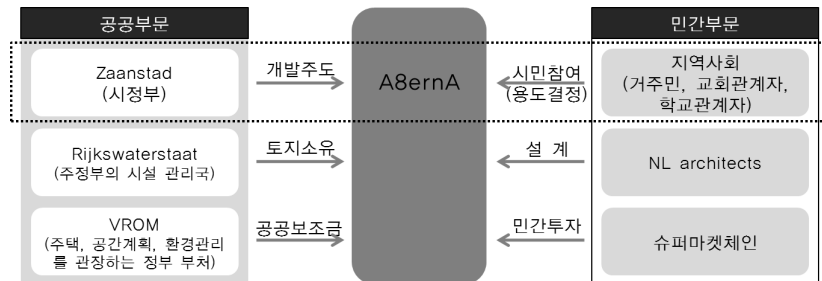 공공부문
민간부문
Zaanstad
(시정부)
개발주도
A8ernA
시민참여
(용도결정)
지역사회
(거주민, 교회관계자,
학교관계자)
Rijkswaterstaat
(주정부의 시설 관리국)
토지소유
설 계
NL architects
VROM
(주택, 공간계획, 환경관리
를 관장하는 정부 부처)
공공보조금
민간투자
슈퍼마켓체인